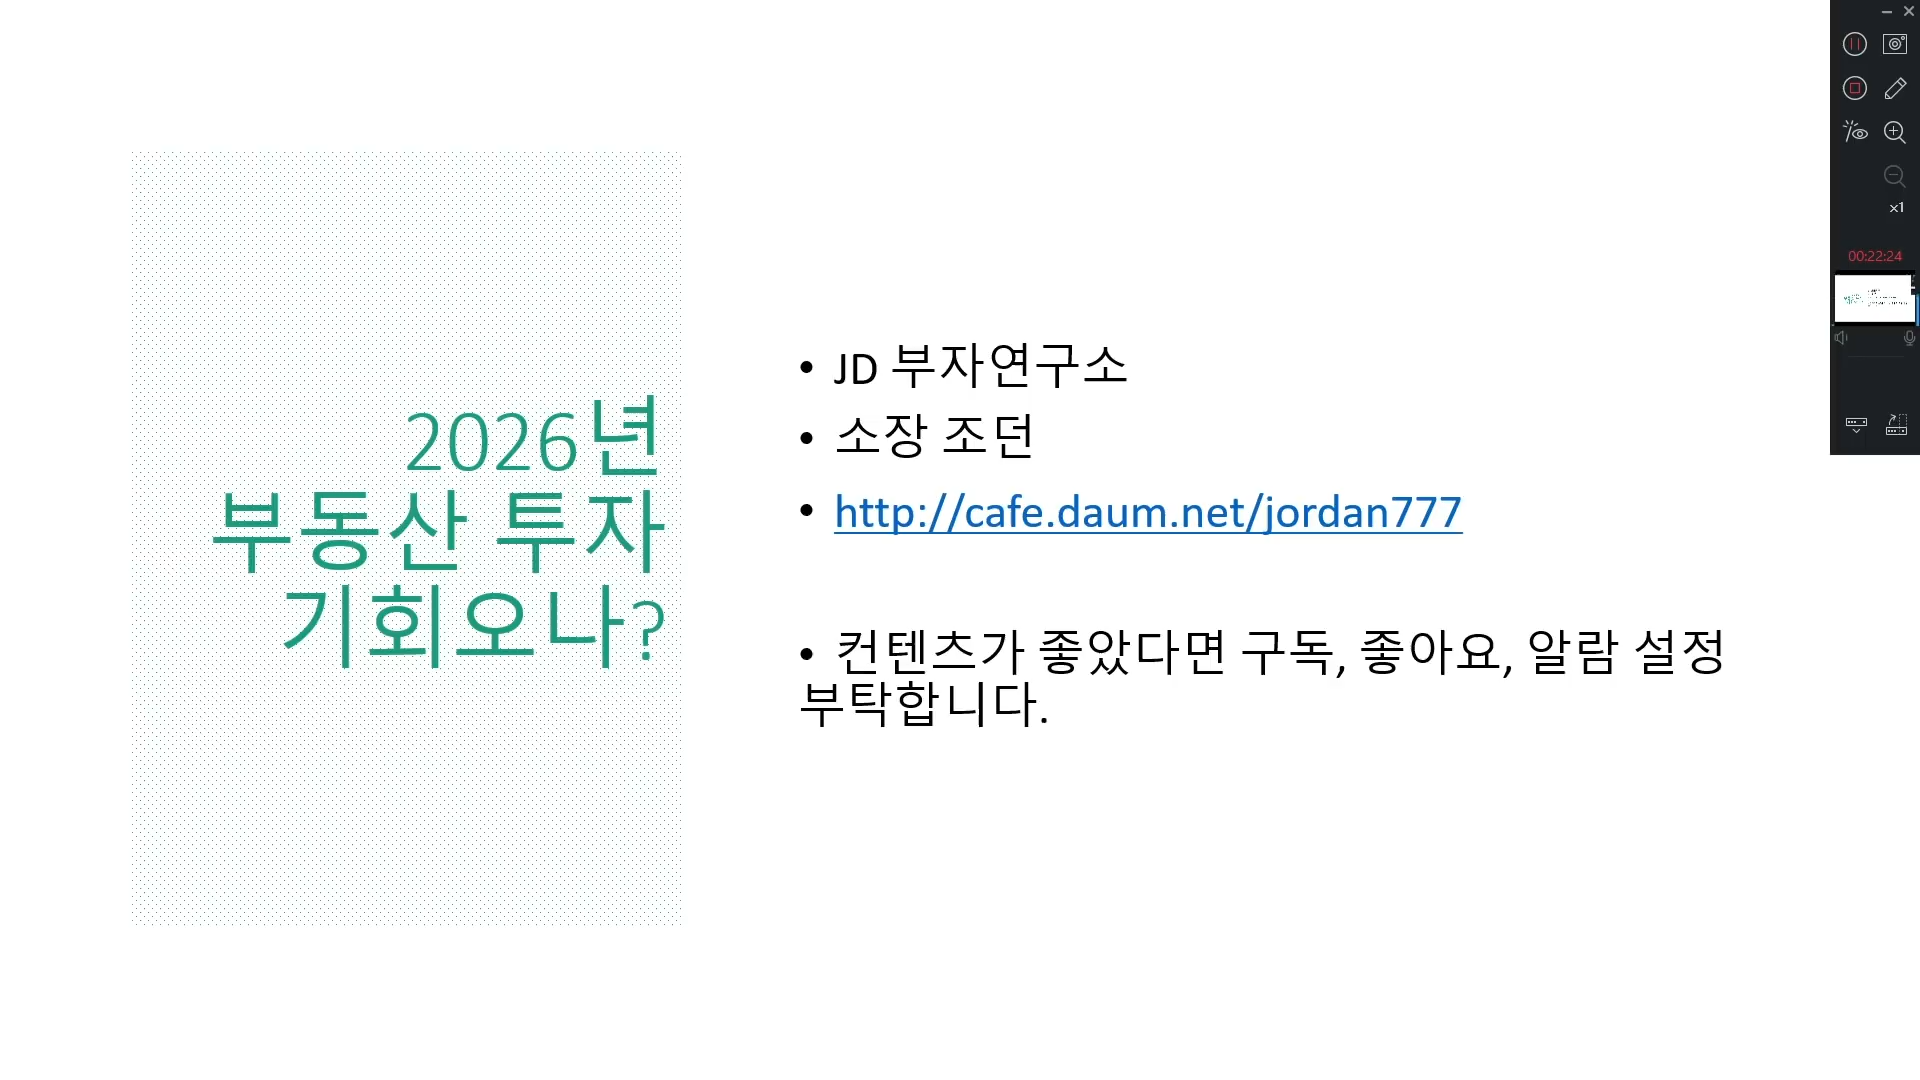 2026년
부동산 투자
기회오나?
• JD 부자연구소
• 소장 조던
• http://cafe.daum.net/jordan777
• 컨텐츠가 좋았다면 구독, 좋아요, 알람 설정
부탁합니다.
x1
00:22:24